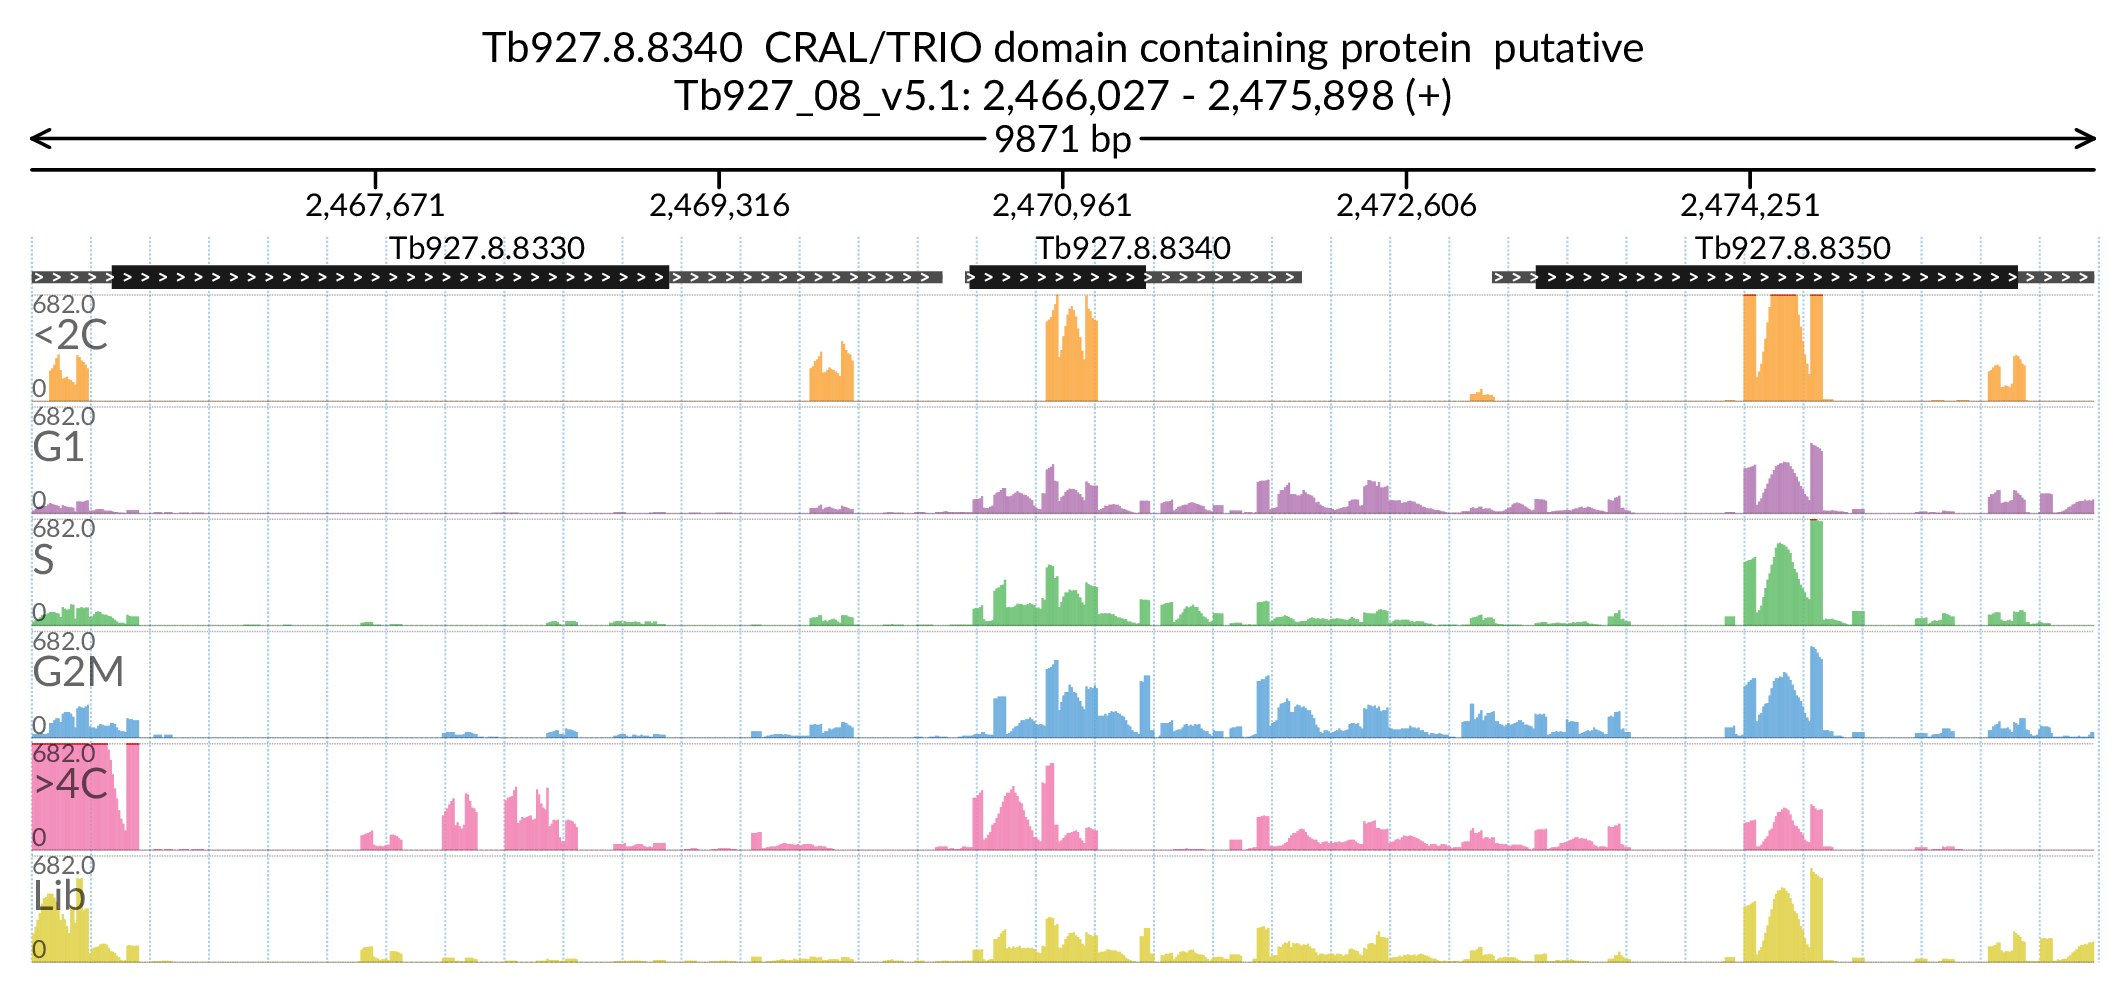 Tb927.8.8340  CRAL/TRIO domain containing protein  putative
Tb927_08_v5.1: 2,466,027 - 2,475,898 (+)
9871 bp
2,467,671 2,469,316 2,470,961 2,472,606 2,474,251
Tb927.8.8330 Tb927.8.8340 Tb927.8.8350
682.0
<2C
0
682.0
G1
0
682.0
S
0
682.0
G2M
0
682.0
>4C
0
682.0
Lib
0